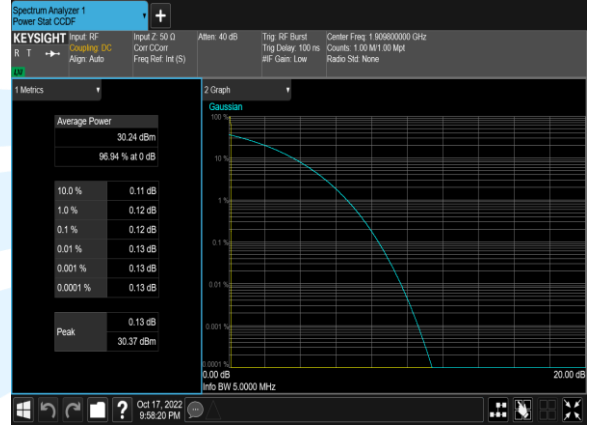 Spectrum Analyzer 1
Power Stat CCDF
KEYSIGHT
R T
LXI
Input: RF
Coupling: DC
Align: Auto
Input Z: 50 Ω
Corr CCorr
Freq Ref: Int (S)
Atten: 40 dB
Trig: RF Burst
Trig Delay: 100 ns
#IF Gain: Low
Center Freq: 1.909800000 GHz
Counts: 1.00 M/1.00 Mpt
Radio Std: None
1 Metrics
Average Power
30.24 dBm
96.94 % at 0 dB
10.0 % 0.11 dB
1.0 % 0.12 dB
0.1 % 0.12 dB
0.01 % 0.13 dB
0.001 % 0.13 dB
0.0001 % 0.13 dB
Peak
0.13 dB
30.37 dBm
2 Graph
Gaussian
100 %
10 %
1 %
0.1 %
0.01 %
0.001 %
0.0001 %
0.00 dB 20.00 dB
Info BW 5.0000 MHz
Oct 17, 2022
9:58:20 PM